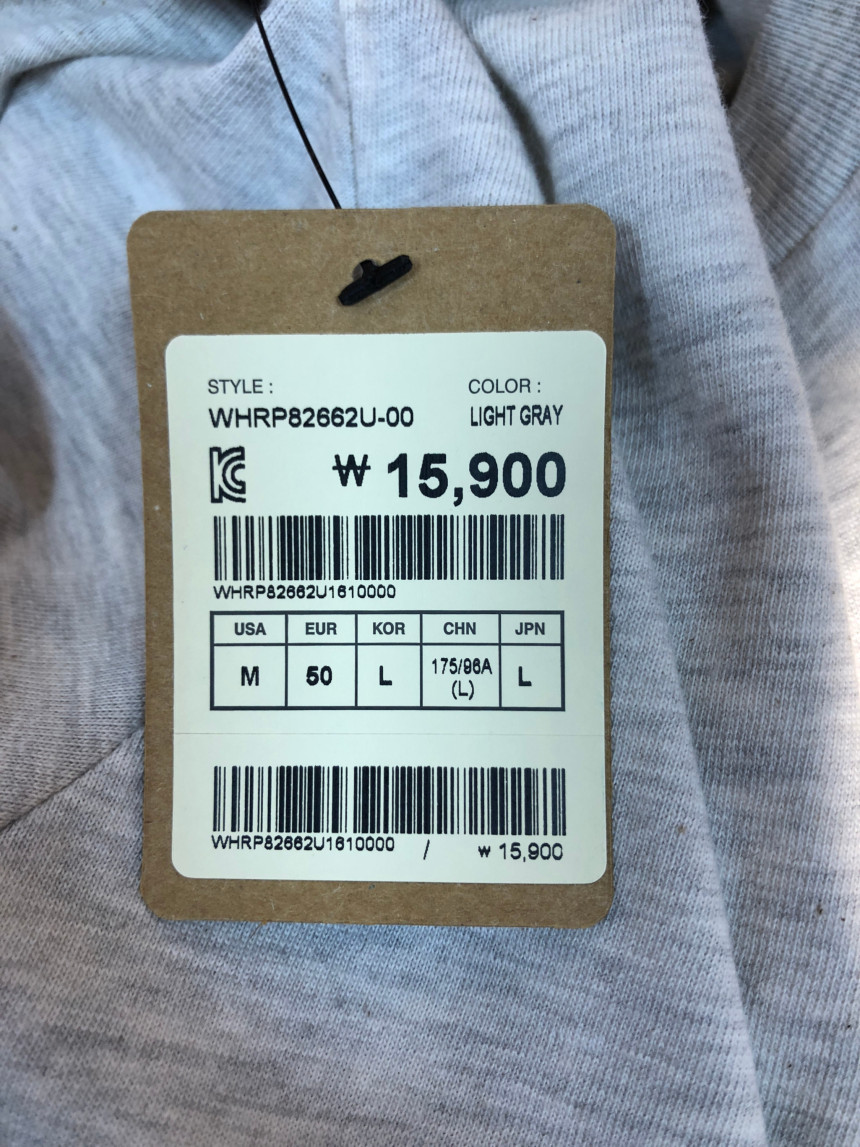 STYLE : COLOR :
WHRP82662U-00 LIGHT GRAY
KC ₩ 15,900
WHRP82662U1610000
USA EUR KOR CHN JPN
M 50 L 175/96A L
(L)
WHRP82662U1610000 / ₩ 15,900